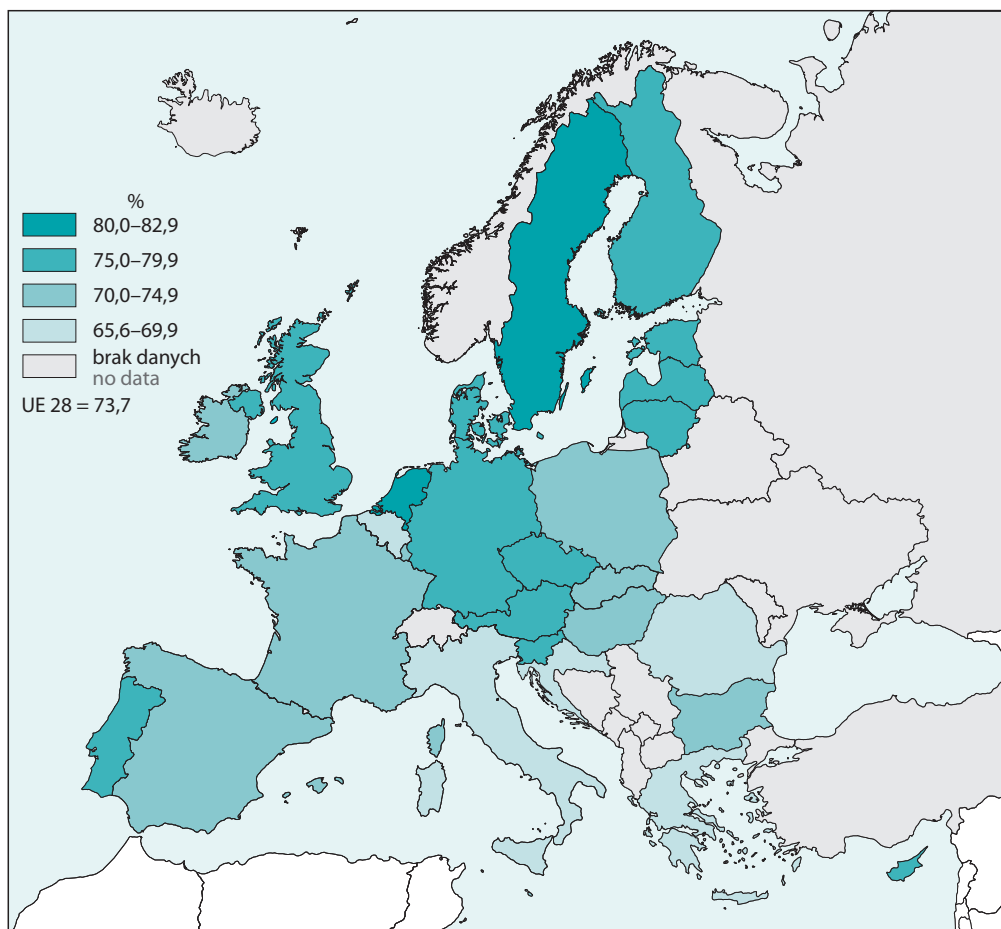 %
80,0–82,9
75,0–79,9
70,0–74,9
65,6–69,9
brak danych
no data
UE 28 = 73,7